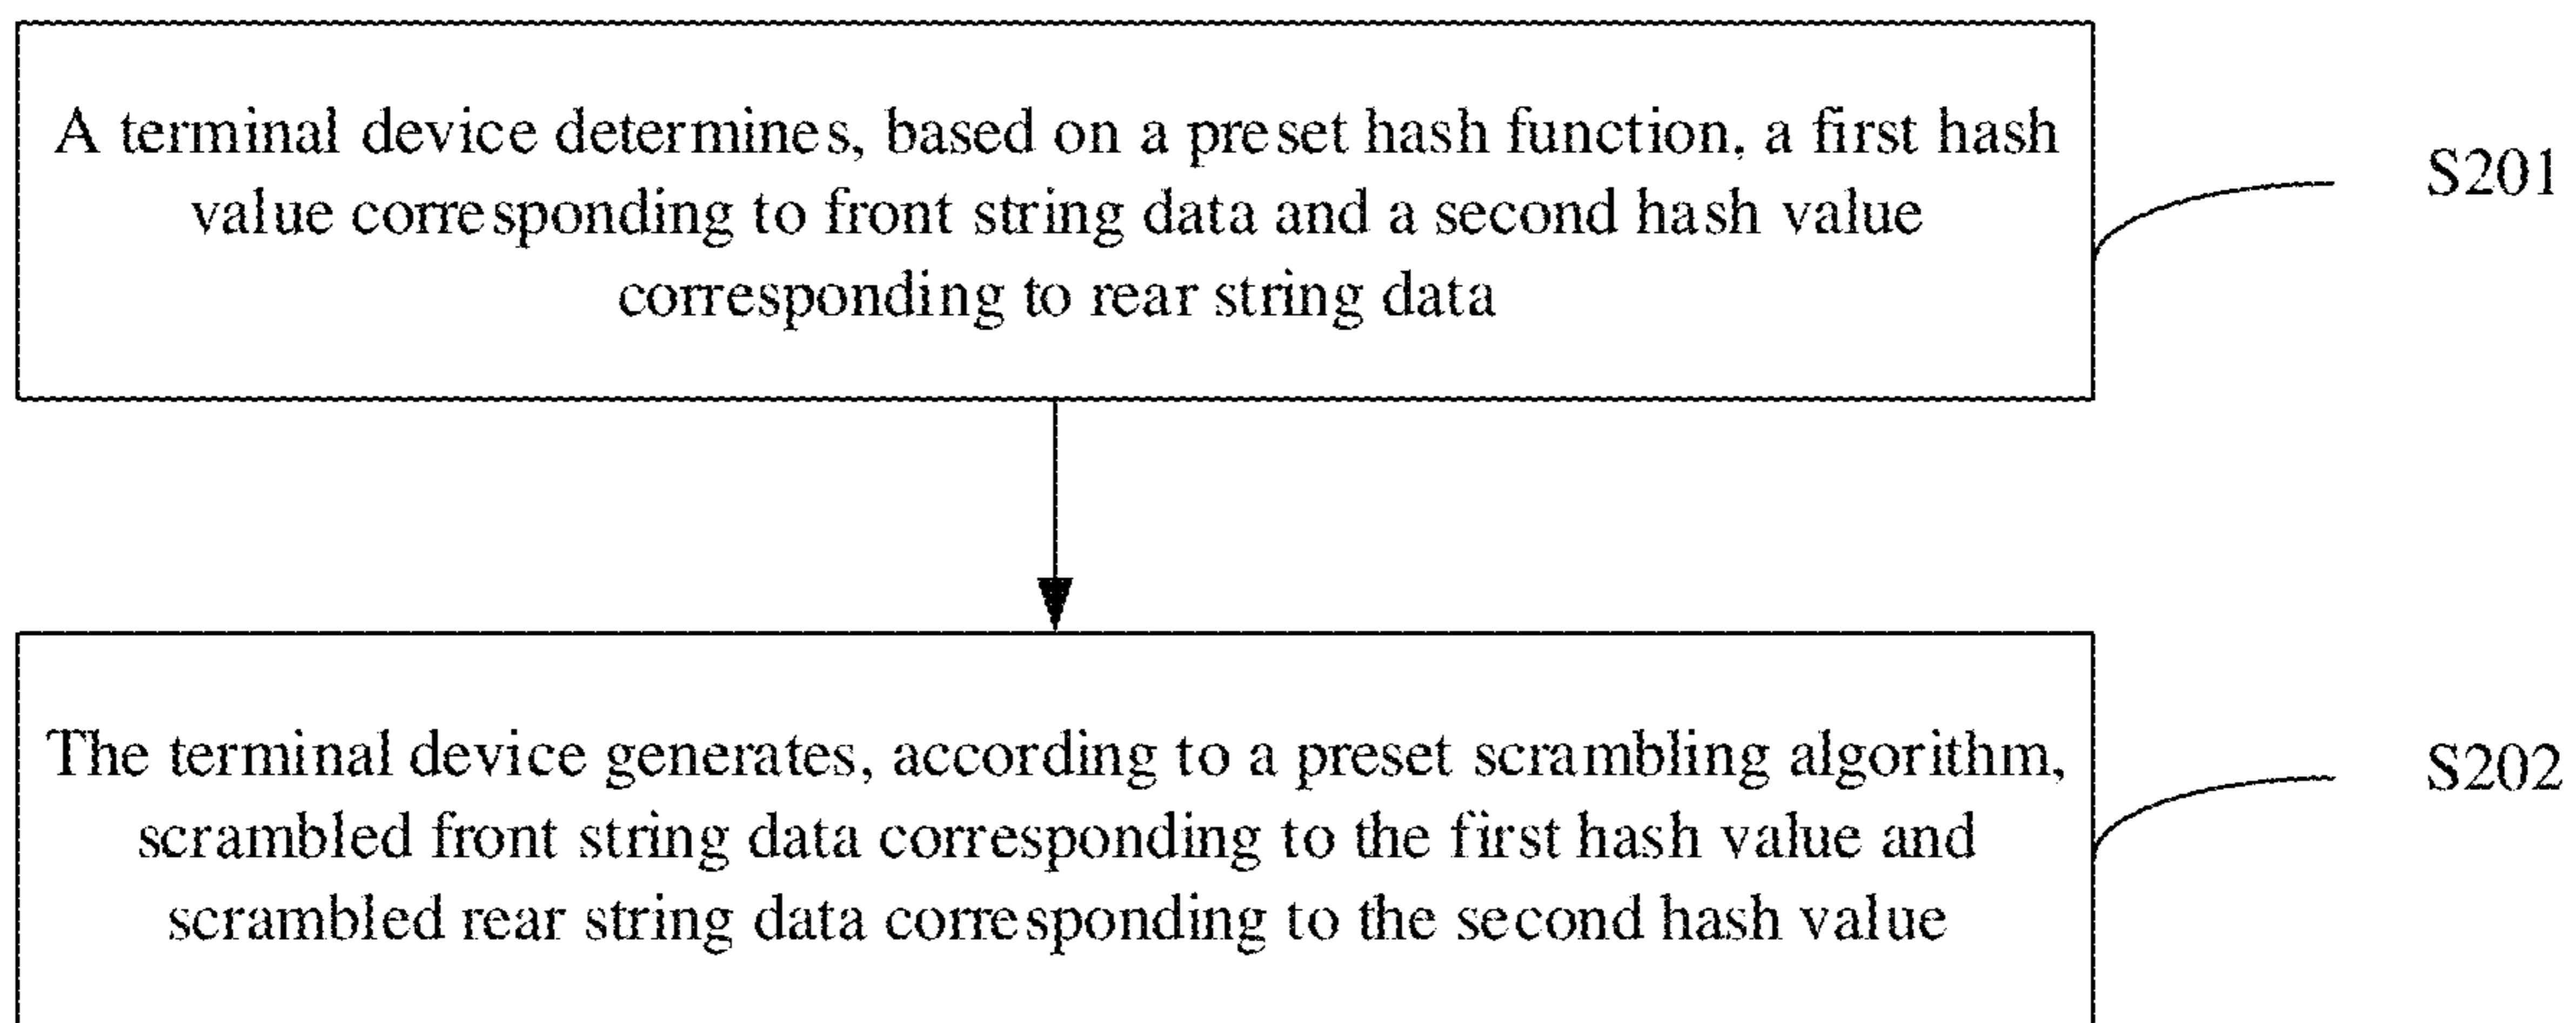 A terminal device determines, based on a preset hash function, a first hash
value corresponding to front string data and a second hash value
corresponding to rear string data
S201
The terminal device generates, according to a preset scrambling algorithm,
scrambled front string data corresponding to the first hash value and
scrambled rear string data corresponding to the second hash value
S202